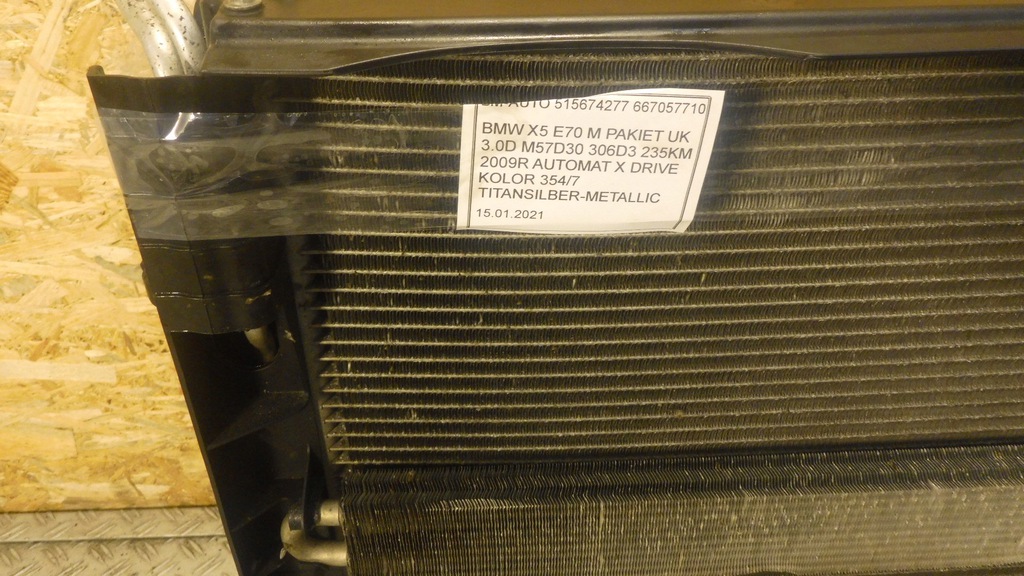 AUTO 515674277 667057710
BMW X5 E70 M PAKIET UK
3.0D M57D30 306D3 235KM
2009R AUTOMAT X DRIVE
KOLOR 354/7
TITANSILBER-METALLIC
15.01.2021